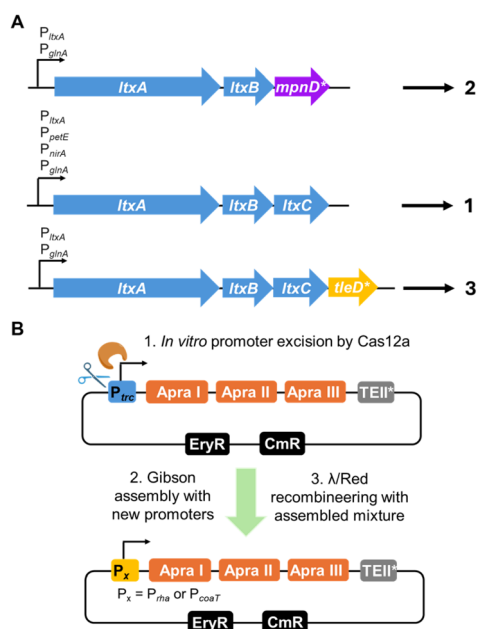 A
PltxA
PglnA
ltxA ltxB mpnD* 2
PltxA
PpetE
PnirA
PglnA
ltxA ltxB ltxC 1
PltxA
PglnA
ltxA ltxB ltxC tleD* 3
B
1. In vitro promoter excision by Cas12a
Ptrc Apra I Apra II Apra III TEII*
EryR CmR
2. Gibson assembly with new promoters
3. λ/Red recombineering with assembled mixture
Px Apra I Apra II Apra III TEII*
Px = Prha or PcoaT
EryR CmR